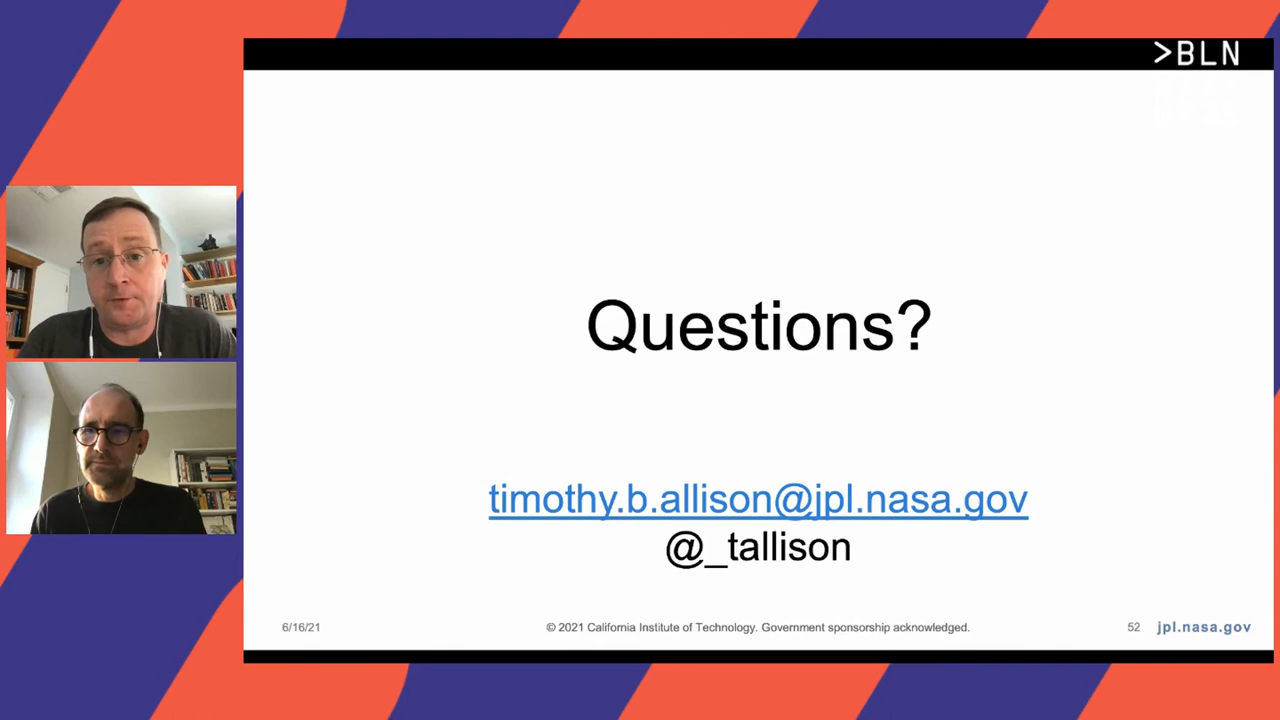 >BLN
Questions?
timothy.b.allison@jpl.nasa.gov
@_tallison
6/16/21
© 2021 California Institute of Technology. Government sponsorship acknowledged.
52
jpl.nasa.gov